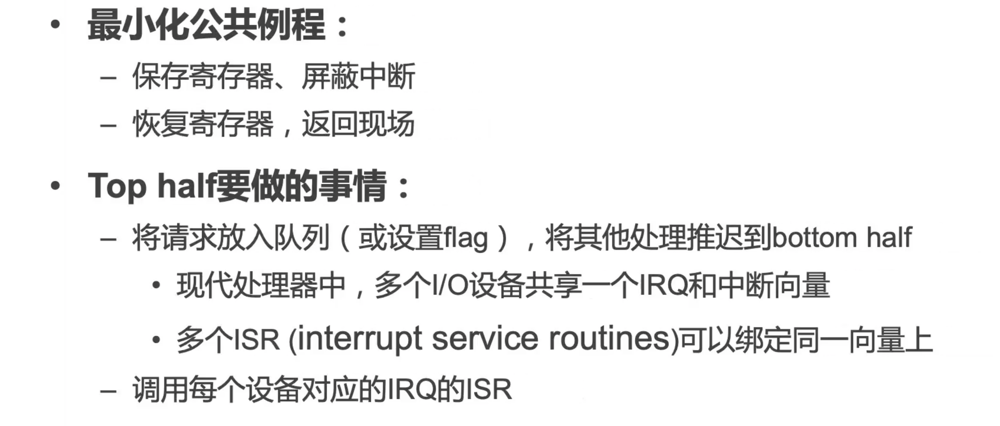 • 最小化公共例程：
– 保存寄存器、屏蔽中断
– 恢复寄存器，返回现场
• Top half要做的事情：
– 将请求放入队列（或设置flag），将其他处理推迟到bottom half
• 现代处理器中，多个I/O设备共享一个IRQ和中断向量
• 多个ISR (interrupt service routines)可以绑定同一向量上
– 调用每个设备对应的IRQ的ISR